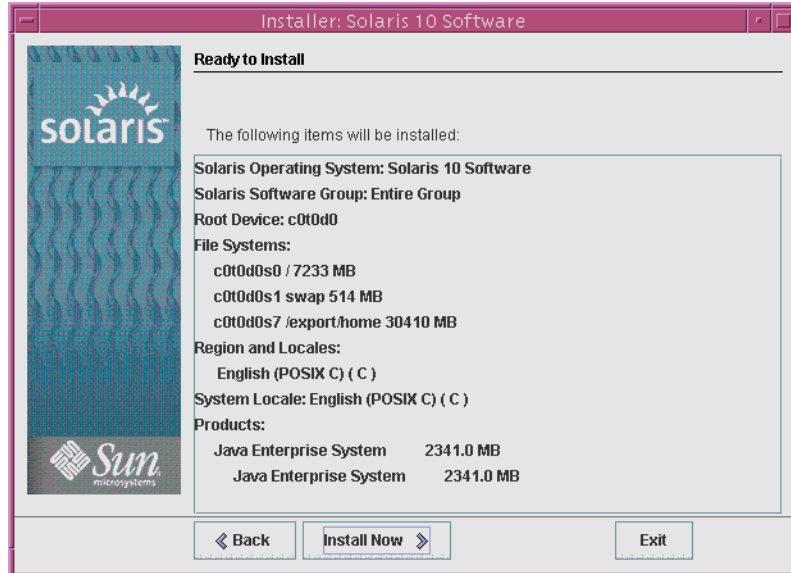 Installer: Solaris 10 Software
solaris
Ready to Install
The following items will be installed:
Solaris Operating System: Solaris 10 Software
Solaris Software Group: Entire Group
Root Device: c0t0d0
File Systems:
c0t0d0s0 / 7233 MB
c0t0d0s1 swap 514 MB
c0t0d0s7 /export/home 30410 MB
Region and Locales:
English (POSIX C) ( C )
System Locale: English (POSIX C) ( C )
Products:
Java Enterprise System 2341.0 MB
Java Enterprise System 2341.0 MB
Sun
microsystems
Back Install Now Exit